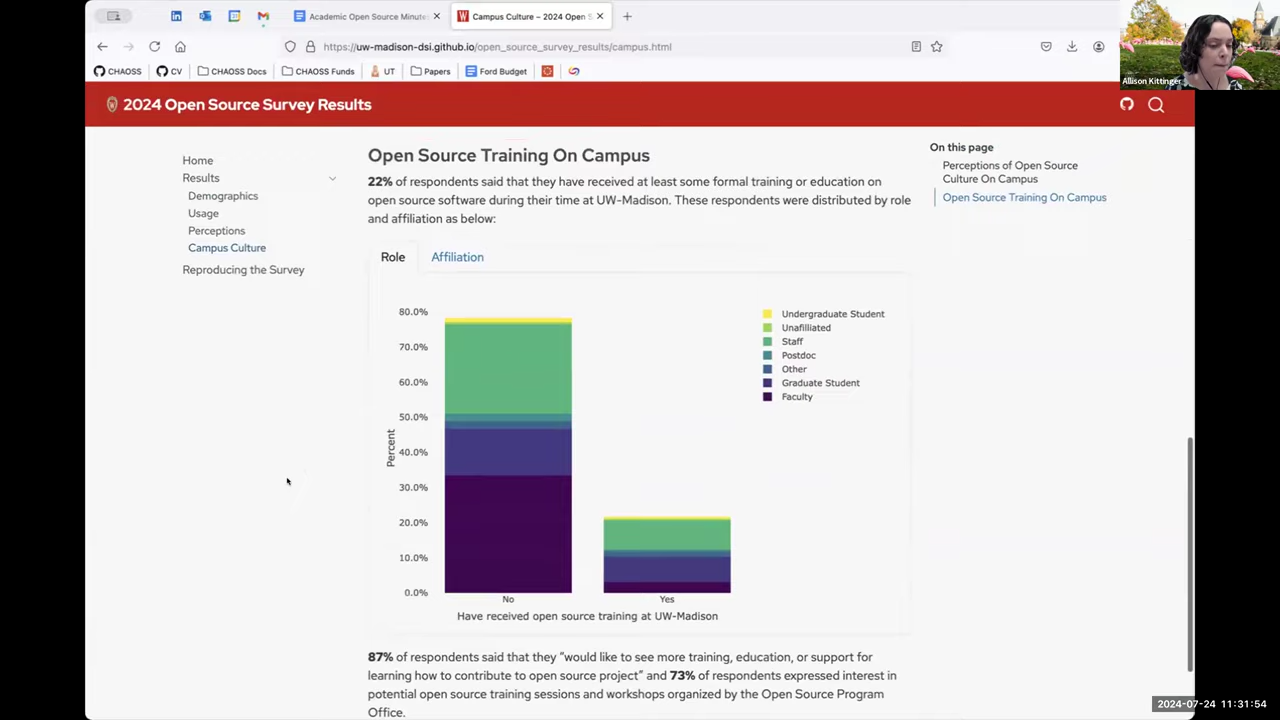 Academic Open Source Minute
Campus Culture – 2024 Open S
https://uw-madison-dsi.github.io/open_source_survey_results/campus.html
CHAOSS
CV
CHAOSS Docs
CHAOSS Funds
UT
Papers
Ford Budget
Allison Kittinger
2024 Open Source Survey Results
Home
Results
Demographics
Usage
Perceptions
Campus Culture
Reproducing the Survey
Open Source Training On Campus
22% of respondents said that they have received at least some formal training or education on
open source software during their time at UW-Madison. These respondents were distributed by role
and affiliation as below:
Role
Affiliation
80.0%
70.0%
60.0%
50.0%
40.0%
30.0%
20.0%
10.0%
0.0%
Percent
No
Yes
Have received open source training at UW-Madison
Undergraduate Student
Unafilliated
Staff
Postdoc
Other
Graduate Student
Faculty
87% of respondents said that they “would like to see more training, education, or support for
learning how to contribute to open source project” and 73% of respondents expressed interest in
potential open source training sessions and workshops organized by the Open Source Program
Office.
On this page
Perceptions of Open Source
Culture On Campus
Open Source Training On Campus
2024-07-24 11:31:54